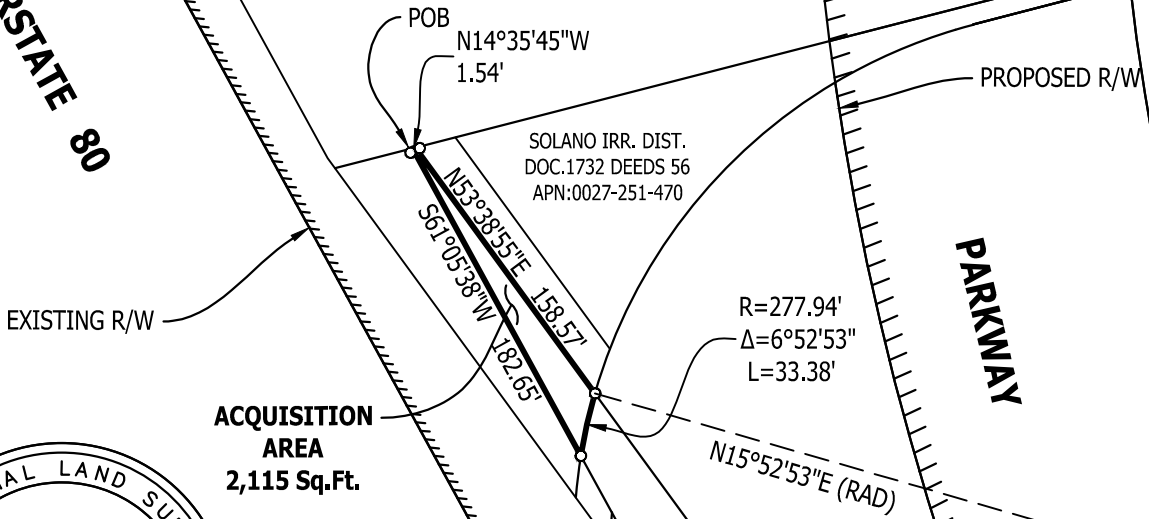 RSTATE 80
POB
N14°35'45"W
1.54'
PROPOSED R/W
SOLANO IRR. DIST.
DOC.1732 DEEDS 56
APN:0027-251-470
N53°38'55"E 158.57'
S61°05'38"W 182.65'
EXISTING R/W
PARKWAY
R=277.94'
Δ=6°52'53"
L=33.38'
ACQUISITION
AREA
2,115 Sq.Ft.
N15°52'53"E (RAD)
AL LAND SU